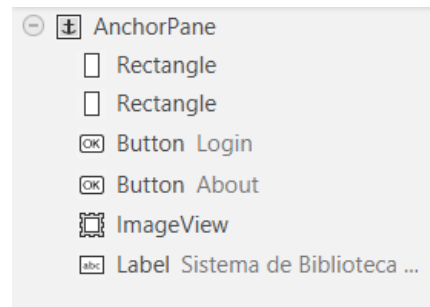 AnchorPane
Rectangle
Rectangle
OK Button Login
OK Button About
ImageView
abc Label Sistema de Biblioteca ...